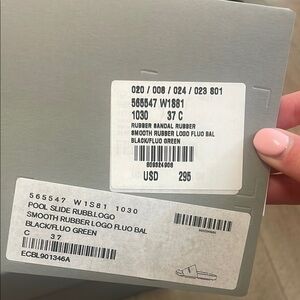 020 / 008 / 024 / 023 S01
565547 W1S81
1030 37 C
RUBBER SANDAL RUBBER
SMOOTH RUBBER LOGO FLUO BAL
BLACK/FLUO GREEN
USD 295
565547 W1S81 1030
POOL SLIDE RUBB.LOGO
SMOOTH RUBBER LOGO FLUO BAL
BLACK/FLUO GREEN
C 37
ECBL901346A